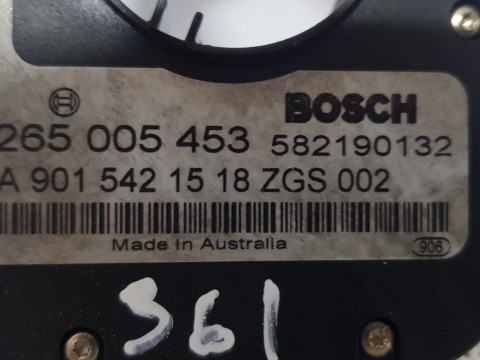 BOSCH
265 005 453 582190132
A 901 542 15 18 ZGS 002
Made In Australia
906
361